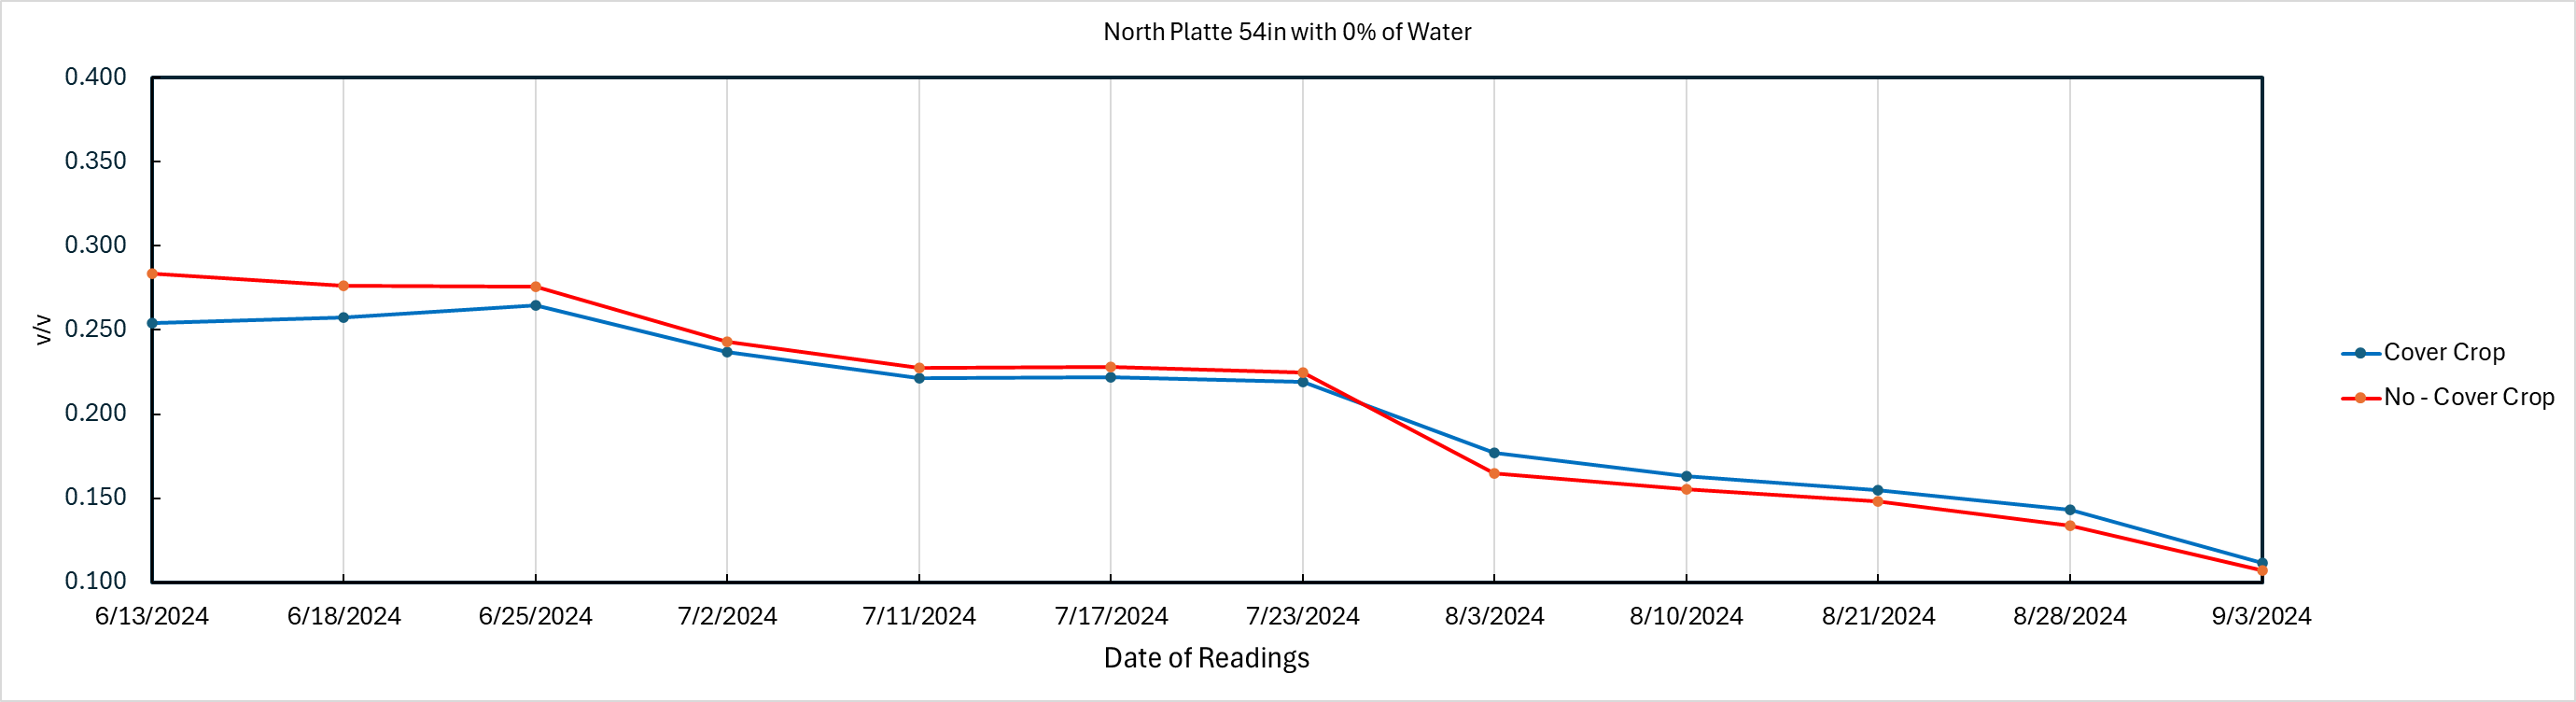 North Platte 54in with 0% of Water
0.400
0.350
0.300
0.250
0.200
0.150
0.100
v/v
6/13/2024 6/18/2024 6/25/2024 7/2/2024 7/11/2024 7/17/2024 7/23/2024 8/3/2024 8/10/2024 8/21/2024 8/28/2024 9/3/2024
Date of Readings
Cover Crop
No - Cover Crop